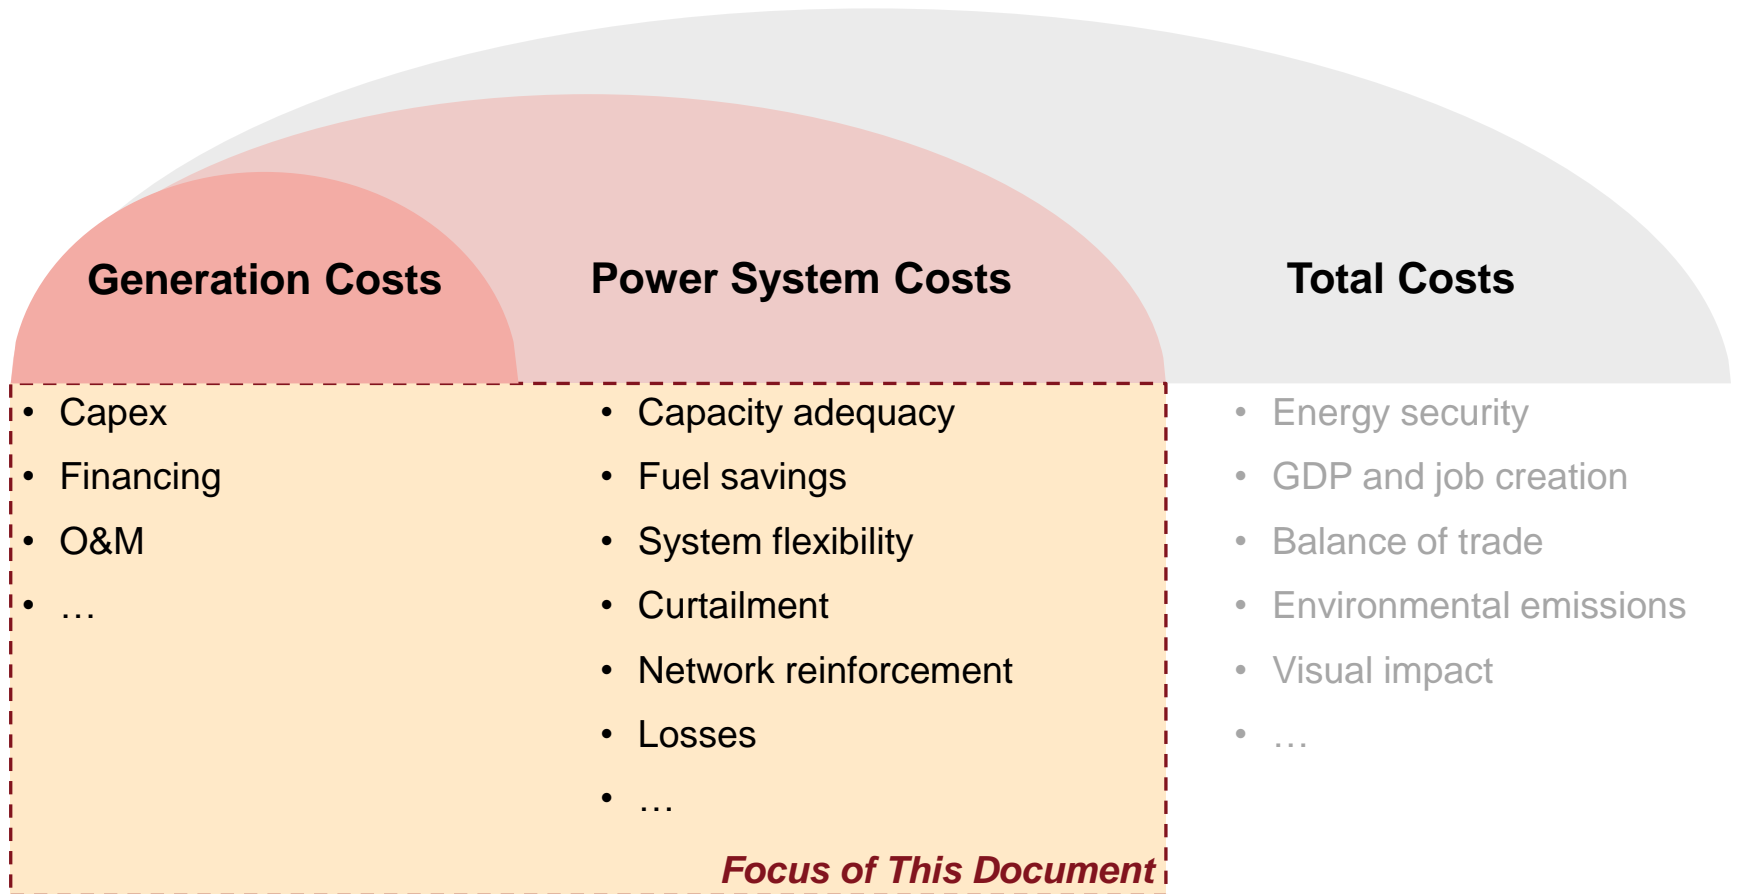 Generation Costs
Power System Costs
Total Costs
• Capex
• Financing
• O&M
• …
• Capacity adequacy
• Fuel savings
• System flexibility
• Curtailment
• Network reinforcement
• Losses
• …
• Energy security
• GDP and job creation
• Balance of trade
• Environmental emissions
• Visual impact
• …
Focus of This Document